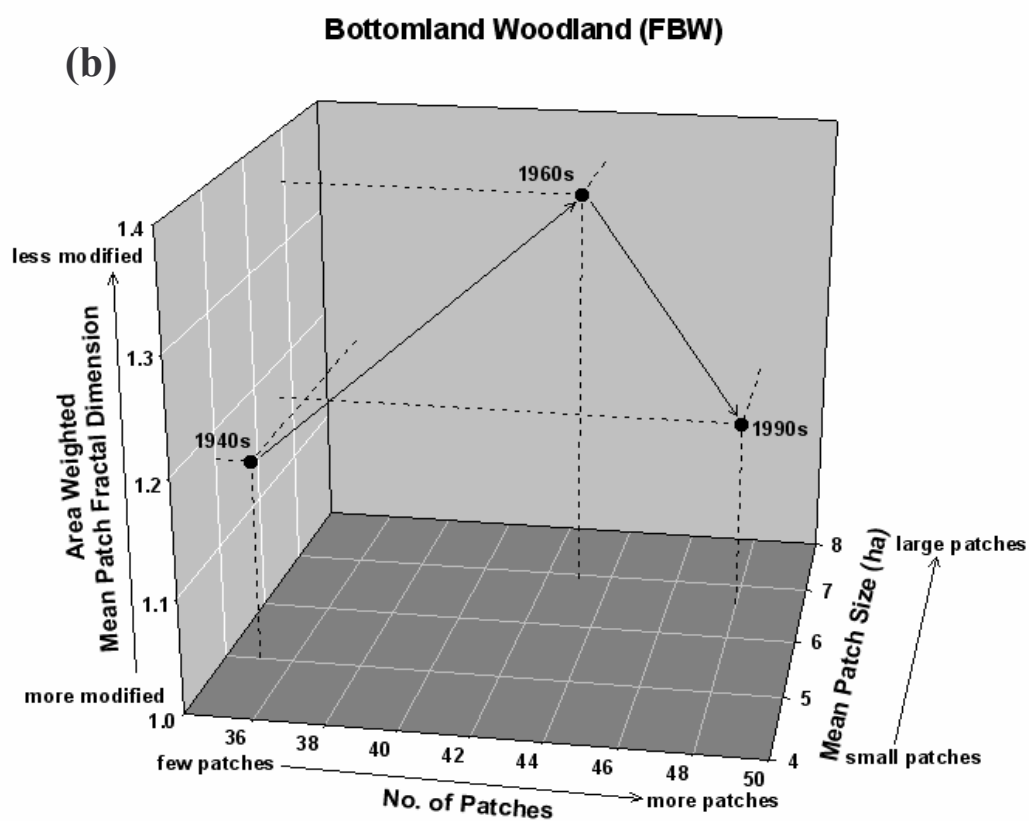 Bottomland Woodland (FBW)
(b)
1960s
1.4
less modified
1.3
Area Weighted
Mean Patch Fractal Dimension
1940s
1990s
1.2
8
large patches
7
1.1
6
Mean Patch Size (ha)
5
more modified
1.0
4
small patches
36
38
40
42
44
46
48
50
few patches
more patches
No. of Patches